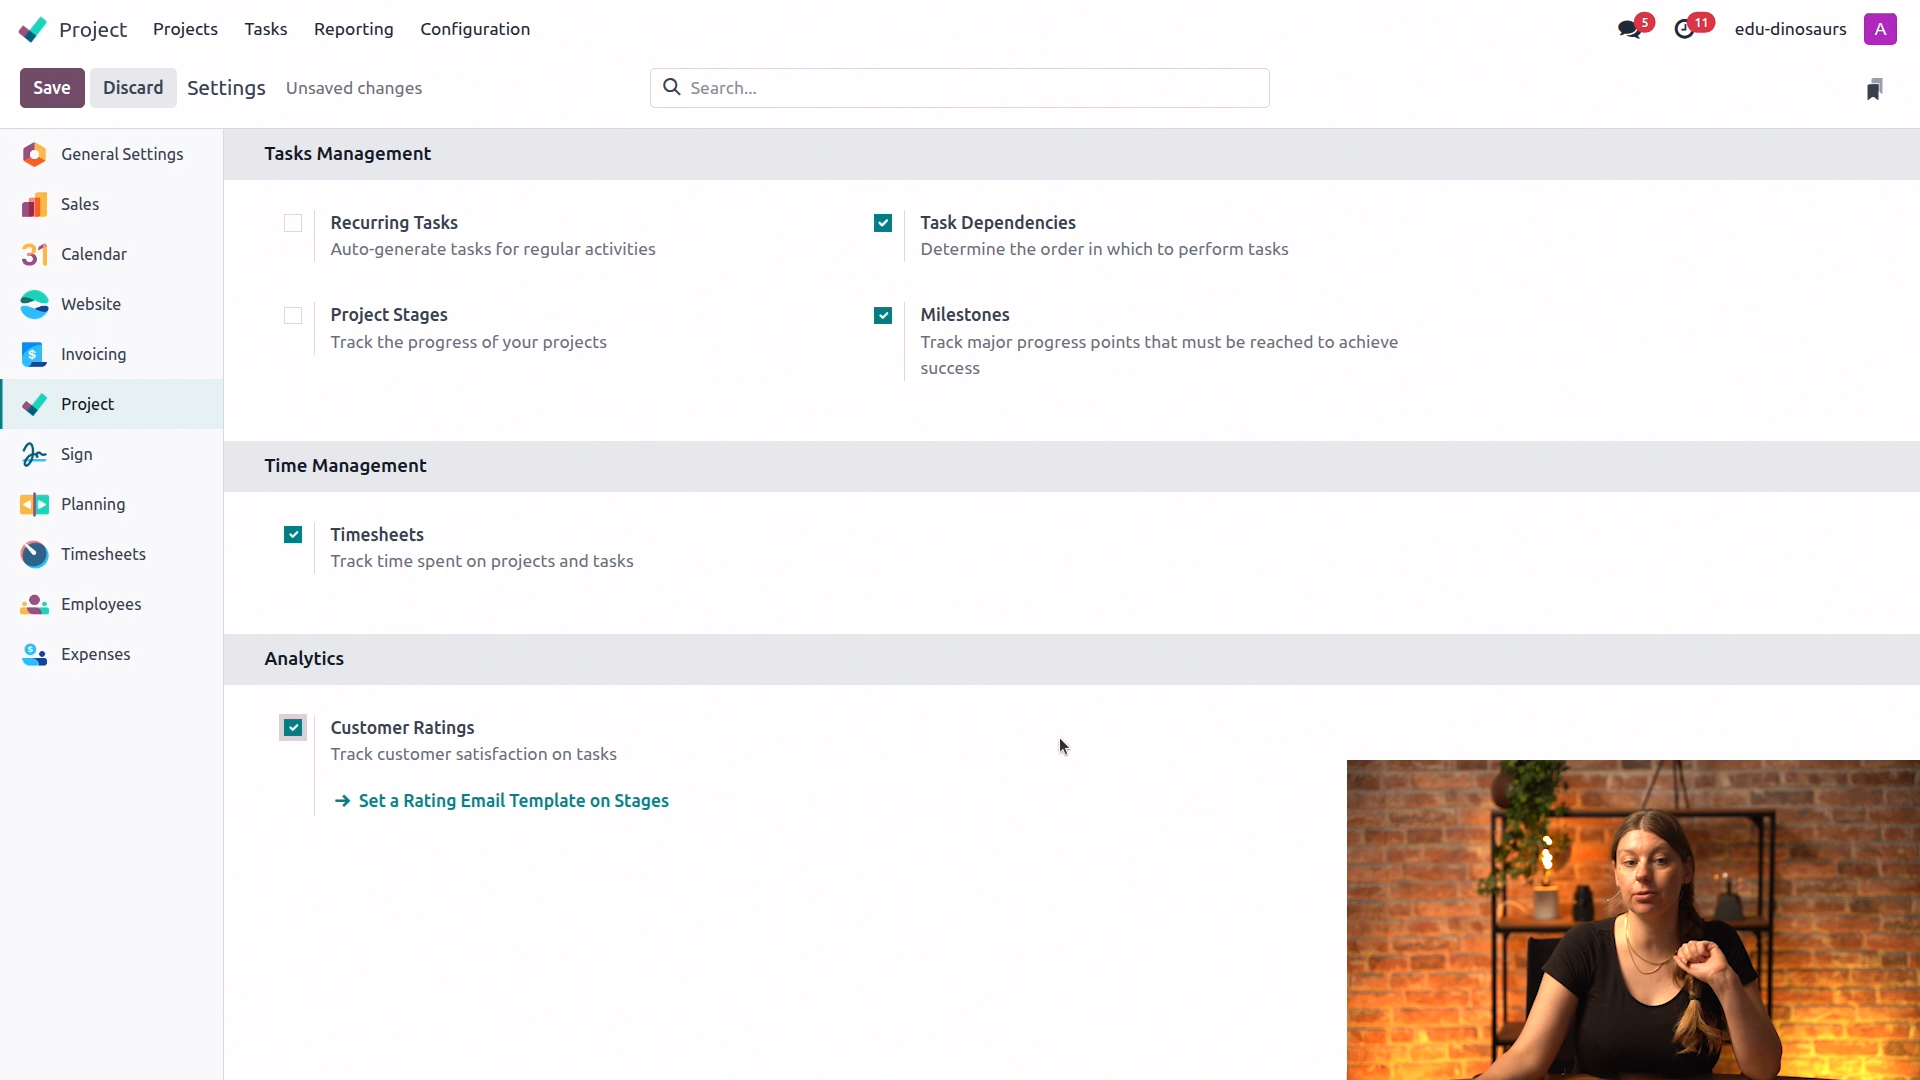 Project Projects Tasks Reporting Configuration 5 11 edu-dinosaurs A
Save Discard Settings Unsaved changes Search...
General Settings
Sales
31 Calendar
Website
$ Invoicing
Project
Sign
Planning
Timesheets
Employees
$ Expenses
Tasks Management
Recurring Tasks
Auto-generate tasks for regular activities
Task Dependencies
Determine the order in which to perform tasks
Project Stages
Track the progress of your projects
Milestones
Track major progress points that must be reached to achieve
success
Time Management
Timesheets
Track time spent on projects and tasks
Analytics
Customer Ratings
Track customer satisfaction on tasks
→ Set a Rating Email Template on Stages